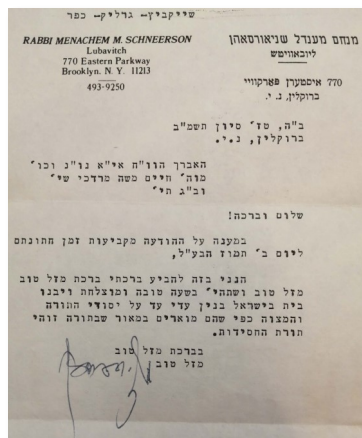 שייקביץ-- גרליק-- כפר
RABBI MENACHEM M. SCHNEERSON
Lubavitch
770 Eastern Parkway
Brooklyn. N. Y. 11213
493-9250
מנחם מענדל שניאורסאהן
ליובאוויטש
770 איסטערן פארקוויי
ברוקלין, נ. י.
ב"ה, טז' סיון תשמ"ב
ברוקלין, נ.י.
האברך הוו"ח אי"א נו"נ וכו'
מוה' חיים משה מרדכי שי'
וב"ג תי'
שלום וברכה!
במענה על ההודעה מקביעות זמן חתונתם
ליום ב' תמוז הבע"ל,
הנני בזה להביע ברכתי ברכת מזל טוב
מזל טוב ושתהי' בשעה טובה ומוצלחת ויבנו
בית בישראל בנין עדי עד על יסודי התורה
והמצוה כפי שהם מוארים במאור שבתורה זוהי
תורת החסידות.
בברכת מזל טוב
מזל טוב